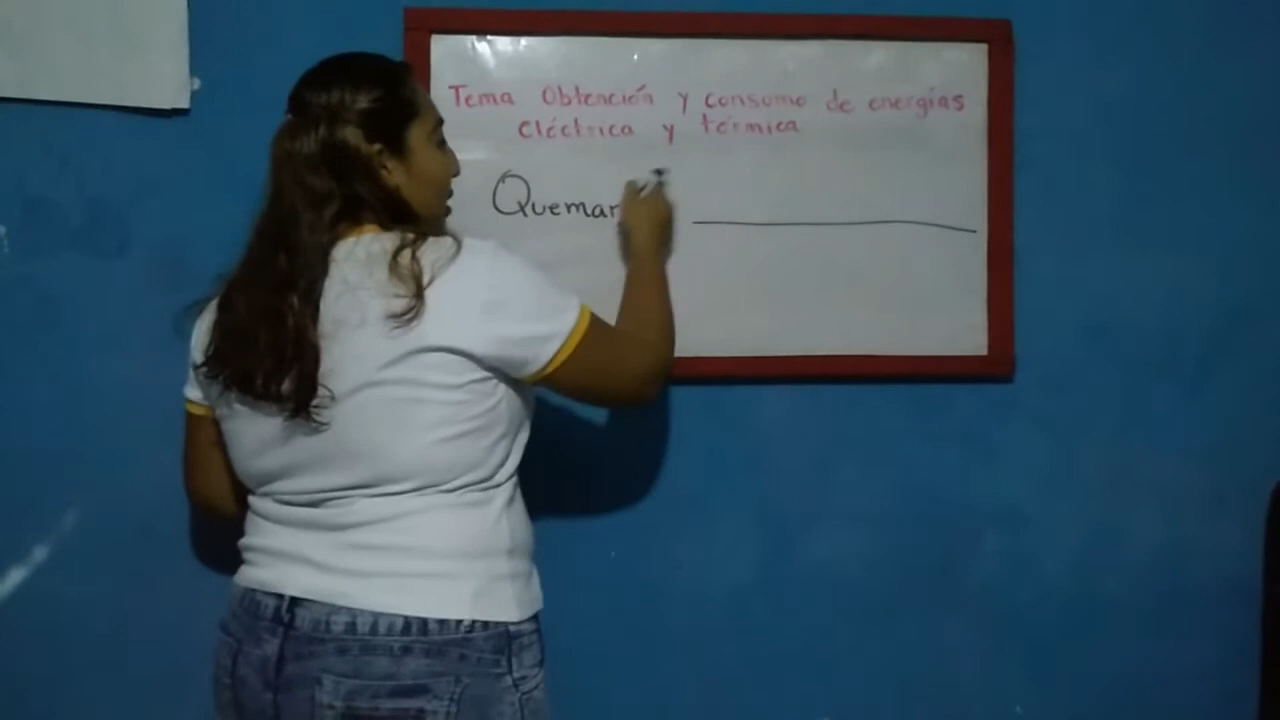 Tema Obtención y consumo de energías
eléctrica y térmica
Quemar